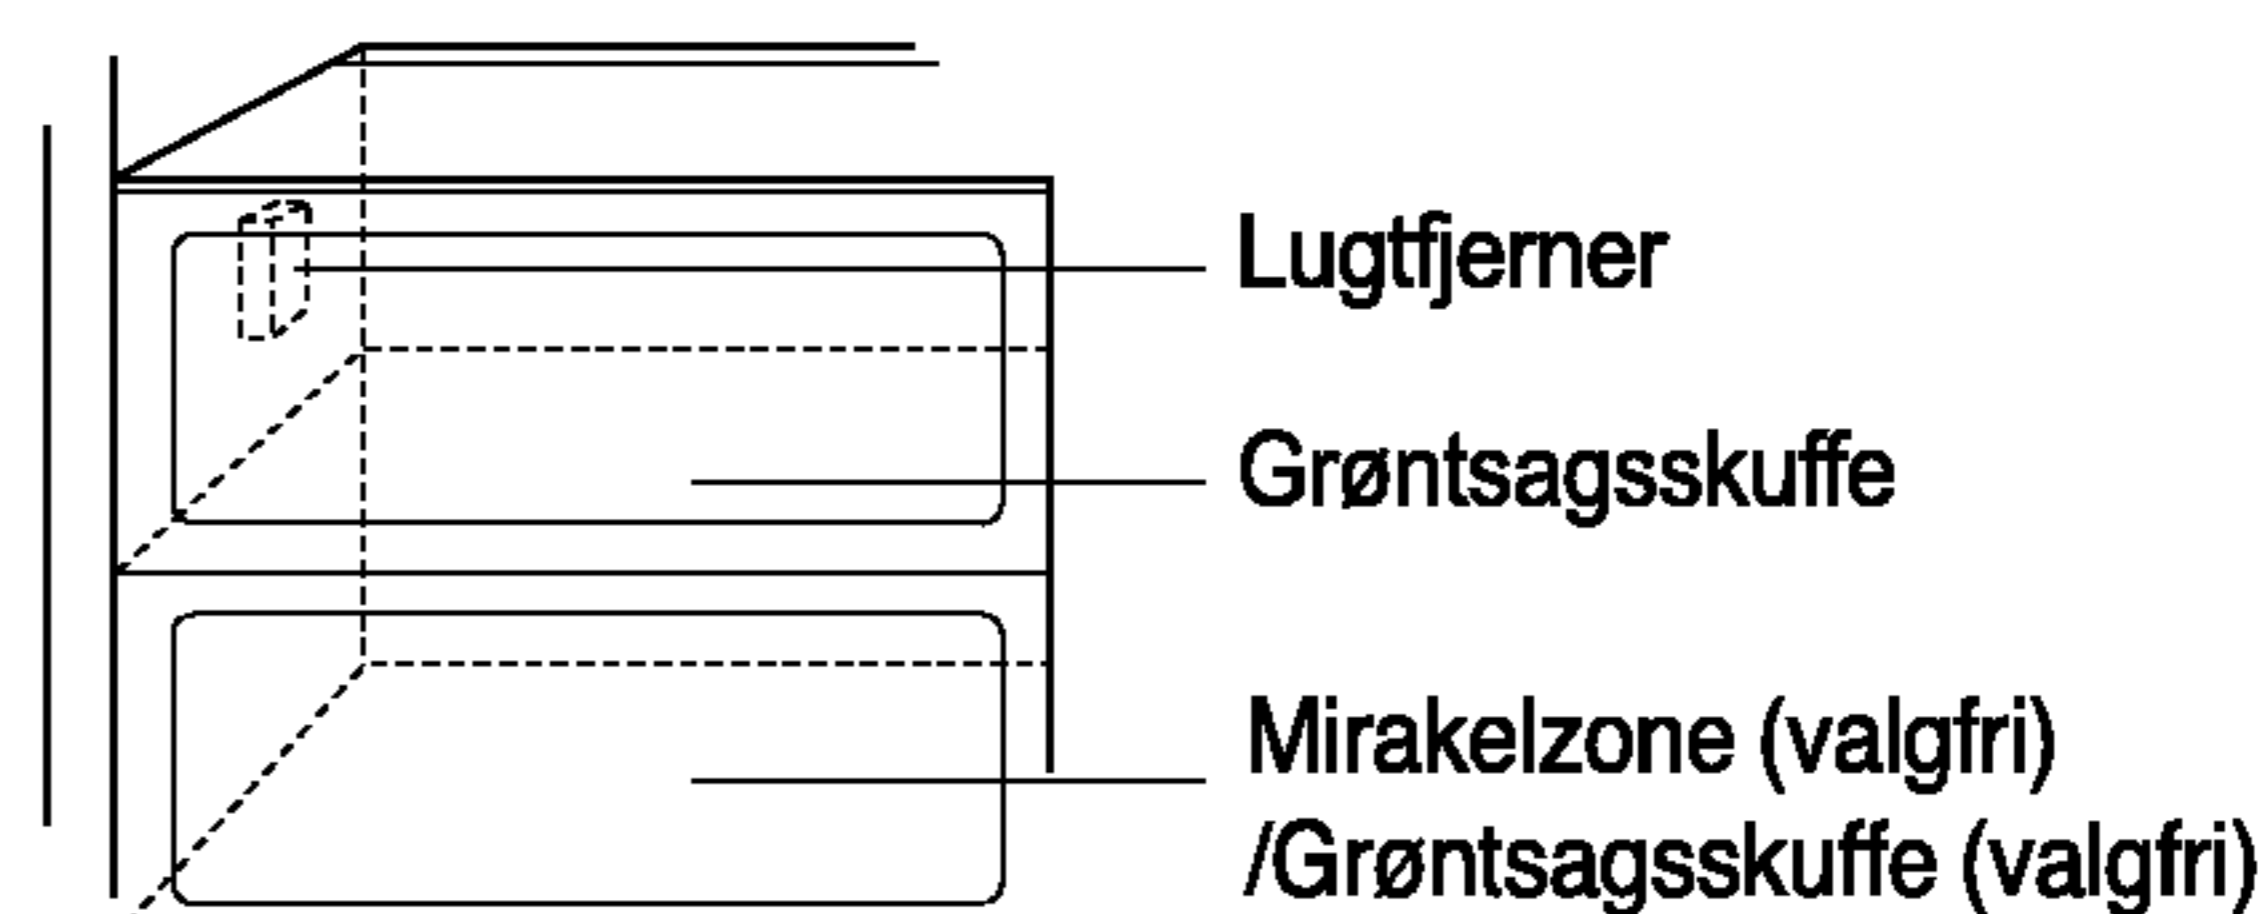 Lugtfjerner
Grøntsagsskuffe
Mirakelzone (valgfri)
/Grøntsagsskuffe (valgfri)